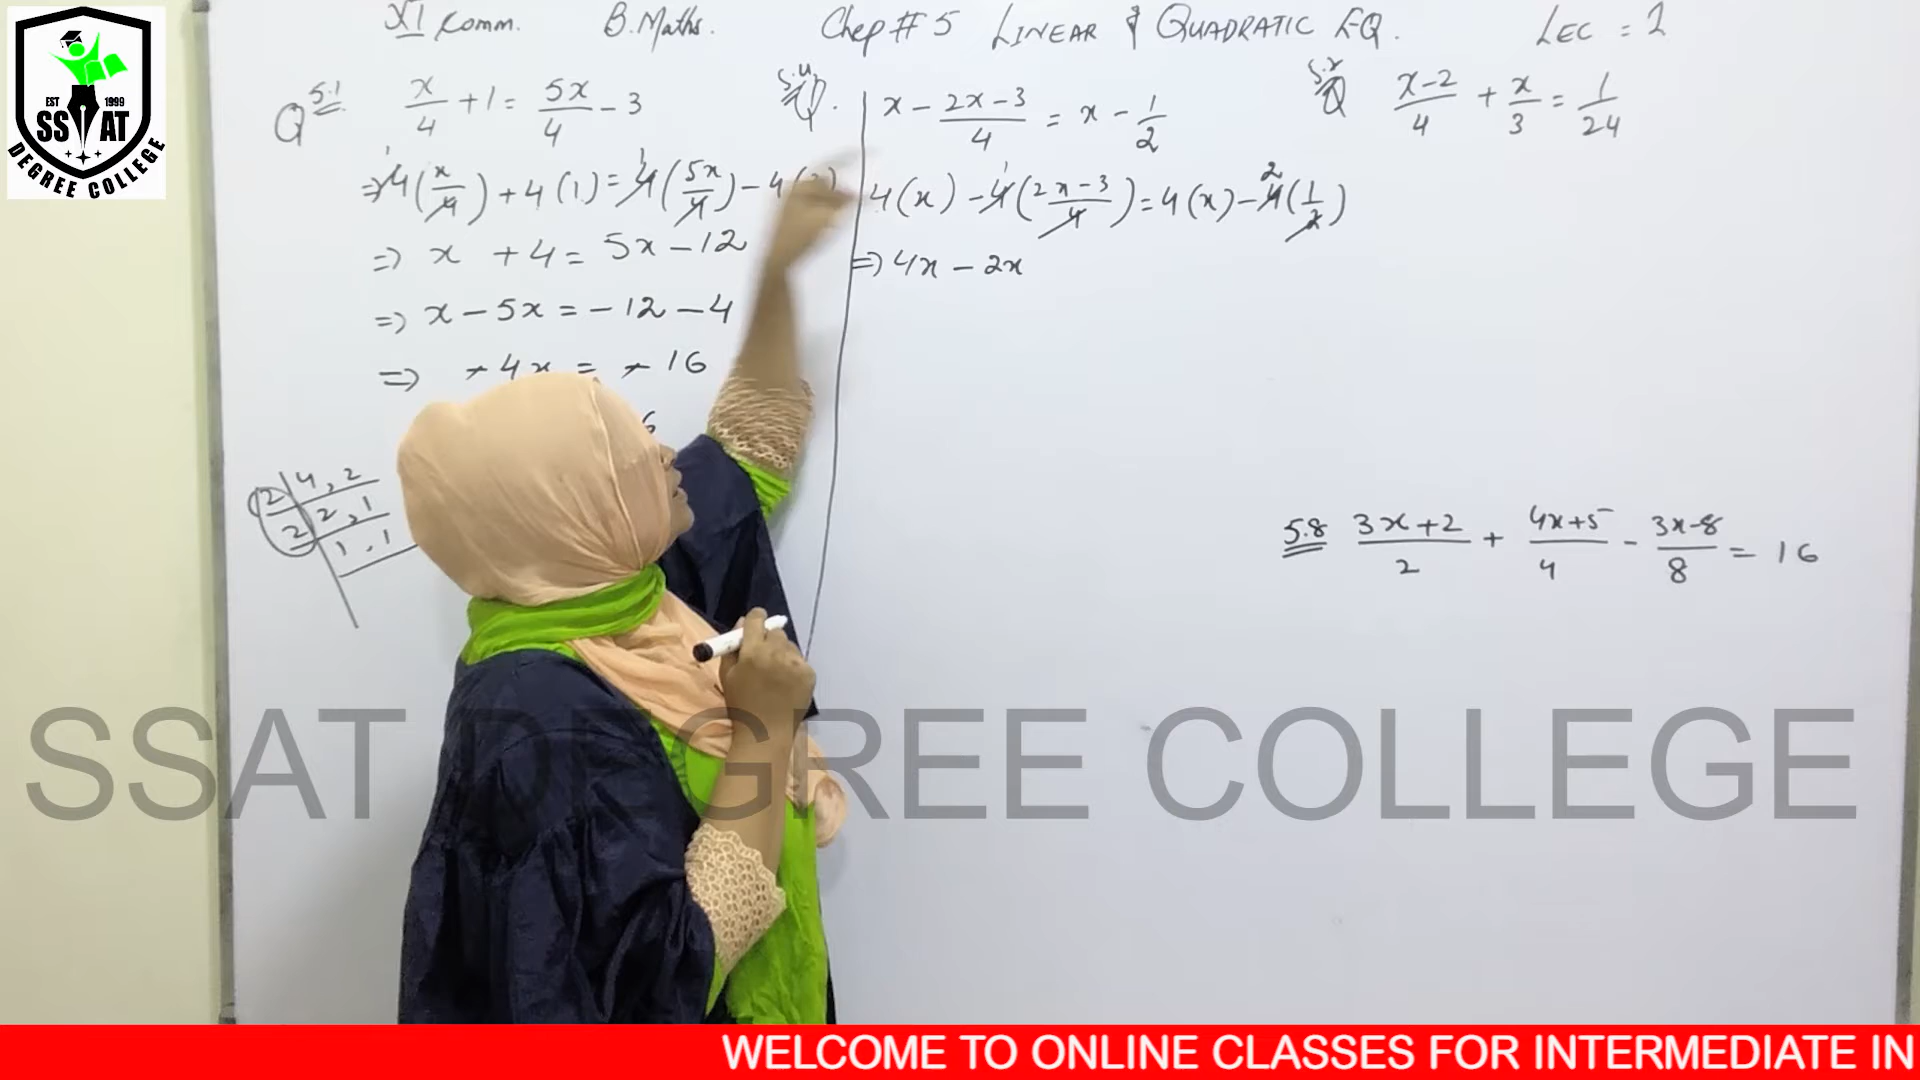 XI Comm. B. Maths. Chep # 5 LINEAR & QUADRATIC EQ. LEC = 2
EST 1999
SSAT
DEGREE COLLEGE
Q 5.1 x/4 + 1 = 5x/4 - 3
=> 4(x/4) + 4(1) = 4(5x/4) - 4(
=> x + 4 = 5x - 12
=> x - 5x = -12 - 4
=> -4x = -16
6
2 | 4, 2
2 | 2, 1
1, 1
5.4 Q. x - 2x-3/4 = x - 1/2
4(x) - 4(2x-3/4) = 4(x) - 4(1/2)
1 2
=> 4x - 2x
Q x-2/4 + x/3 = 1/24
5.8 3x+2/2 + 4x+5/4 - 3x-8/8 = 16
SSAT DEGREE COLLEGE
WELCOME TO ONLINE CLASSES FOR INTERMEDIATE IN